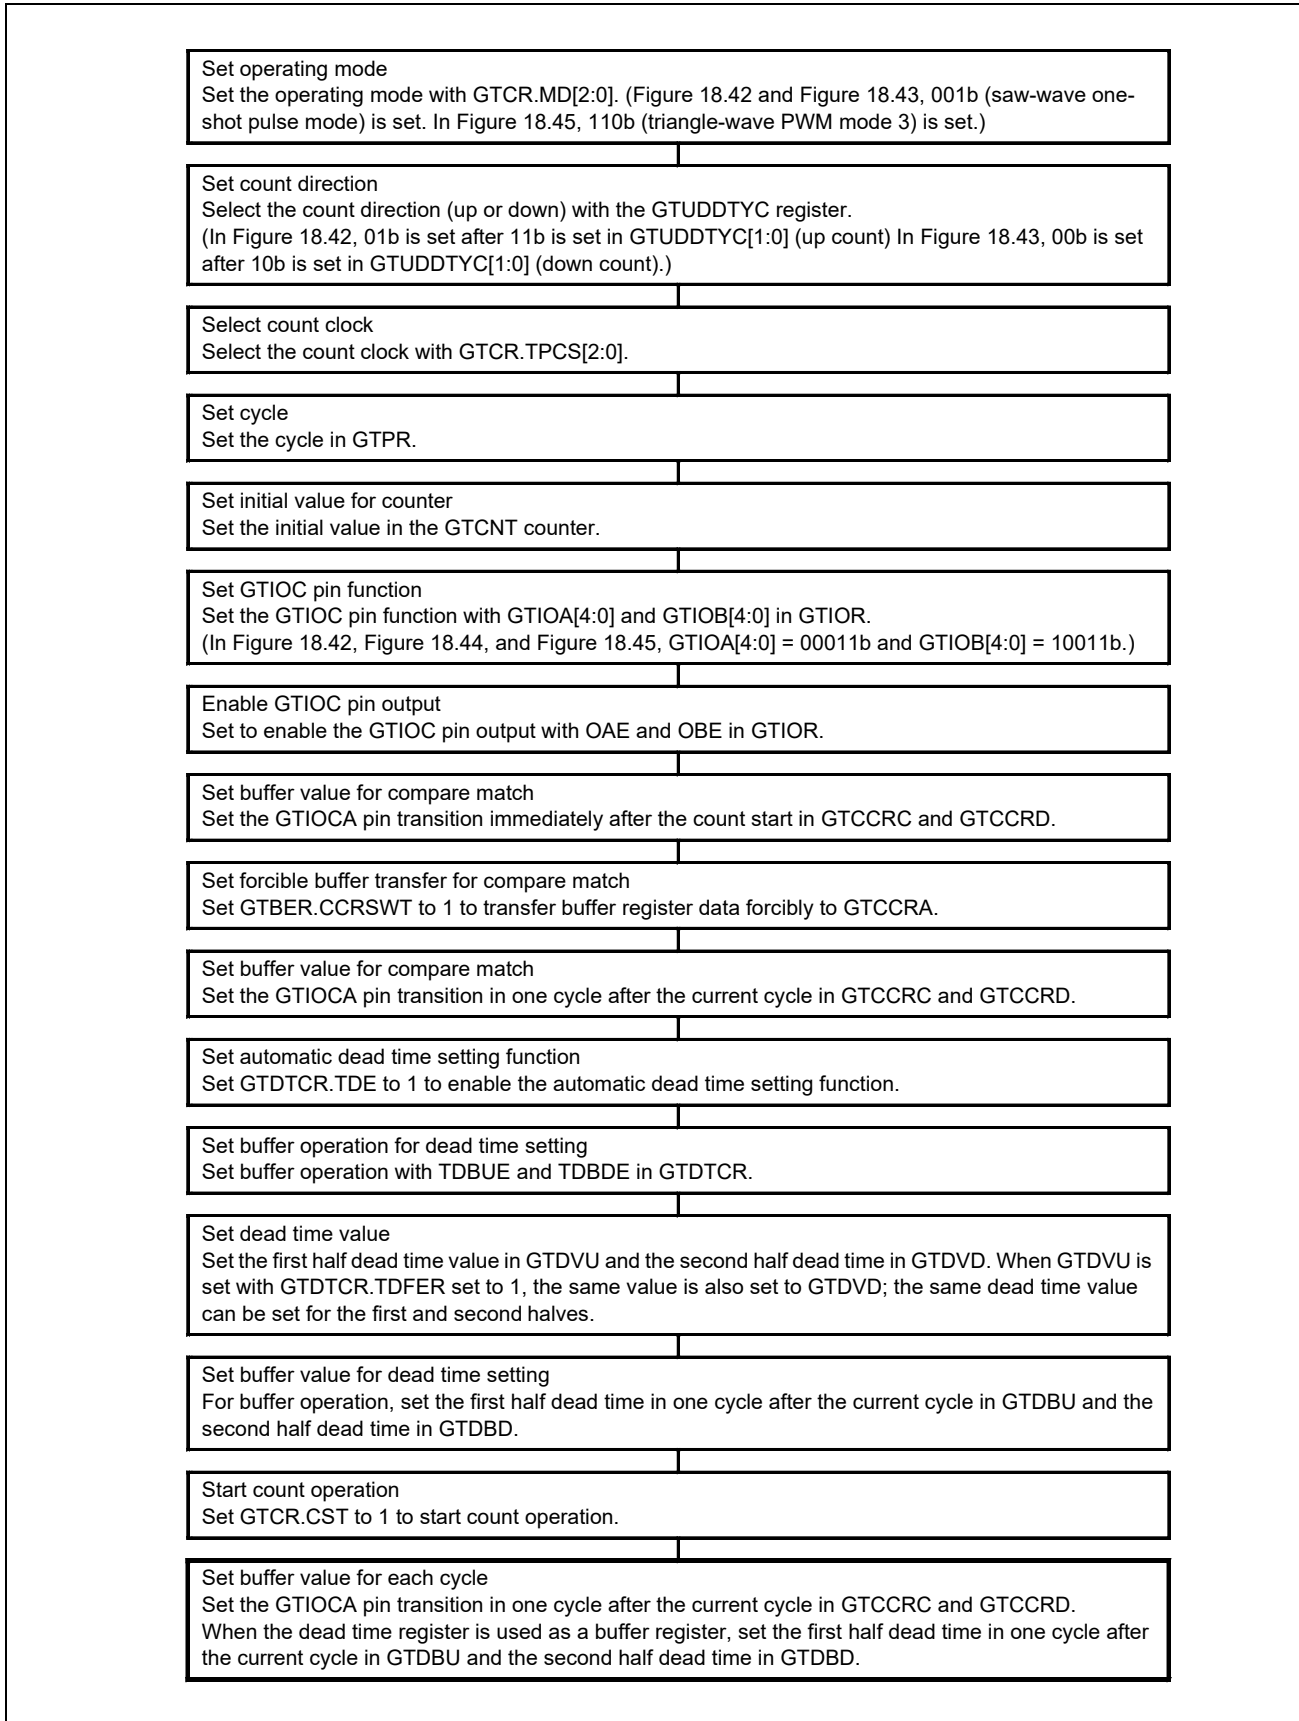 Set operating mode
Set the operating mode with GTCR.MD[2:0]. (Figure 18.42 and Figure 18.43, 001b (saw-wave one-
shot pulse mode) is set. In Figure 18.45, 110b (triangle-wave PWM mode 3) is set.)
Set count direction
Select the count direction (up or down) with the GTUDDTYC register.
(In Figure 18.42, 01b is set after 11b is set in GTUDDTYC[1:0] (up count) In Figure 18.43, 00b is set
after 10b is set in GTUDDTYC[1:0] (down count).)
Select count clock
Select the count clock with GTCR.TPCS[2:0].
Set cycle
Set the cycle in GTPR.
Set initial value for counter
Set the initial value in the GTCNT counter.
Set GTIOC pin function
Set the GTIOC pin function with GTIOA[4:0] and GTIOB[4:0] in GTIOR.
(In Figure 18.42, Figure 18.44, and Figure 18.45, GTIOA[4:0] = 00011b and GTIOB[4:0] = 10011b.)
Enable GTIOC pin output
Set to enable the GTIOC pin output with OAE and OBE in GTIOR.
Set buffer value for compare match
Set the GTIOCA pin transition immediately after the count start in GTCCRC and GTCCRD.
Set forcible buffer transfer for compare match
Set GTBER.CCRSWT to 1 to transfer buffer register data forcibly to GTCCRA.
Set buffer value for compare match
Set the GTIOCA pin transition in one cycle after the current cycle in GTCCRC and GTCCRD.
Set automatic dead time setting function
Set GTDTCR.TDE to 1 to enable the automatic dead time setting function.
Set buffer operation for dead time setting
Set buffer operation with TDBUE and TDBDE in GTDTCR.
Set dead time value
Set the first half dead time value in GTDVU and the second half dead time in GTDVD. When GTDVU is
set with GTDTCR.TDFER set to 1, the same value is also set to GTDVD; the same dead time value
can be set for the first and second halves.
Set buffer value for dead time setting
For buffer operation, set the first half dead time in one cycle after the current cycle in GTDBU and the
second half dead time in GTDBD.
Start count operation
Set GTCR.CST to 1 to start count operation.
Set buffer value for each cycle
Set the GTIOCA pin transition in one cycle after the current cycle in GTCCRC and GTCCRD.
When the dead time register is used as a buffer register, set the first half dead time in one cycle after
the current cycle in GTDBU and the second half dead time in GTDBD.